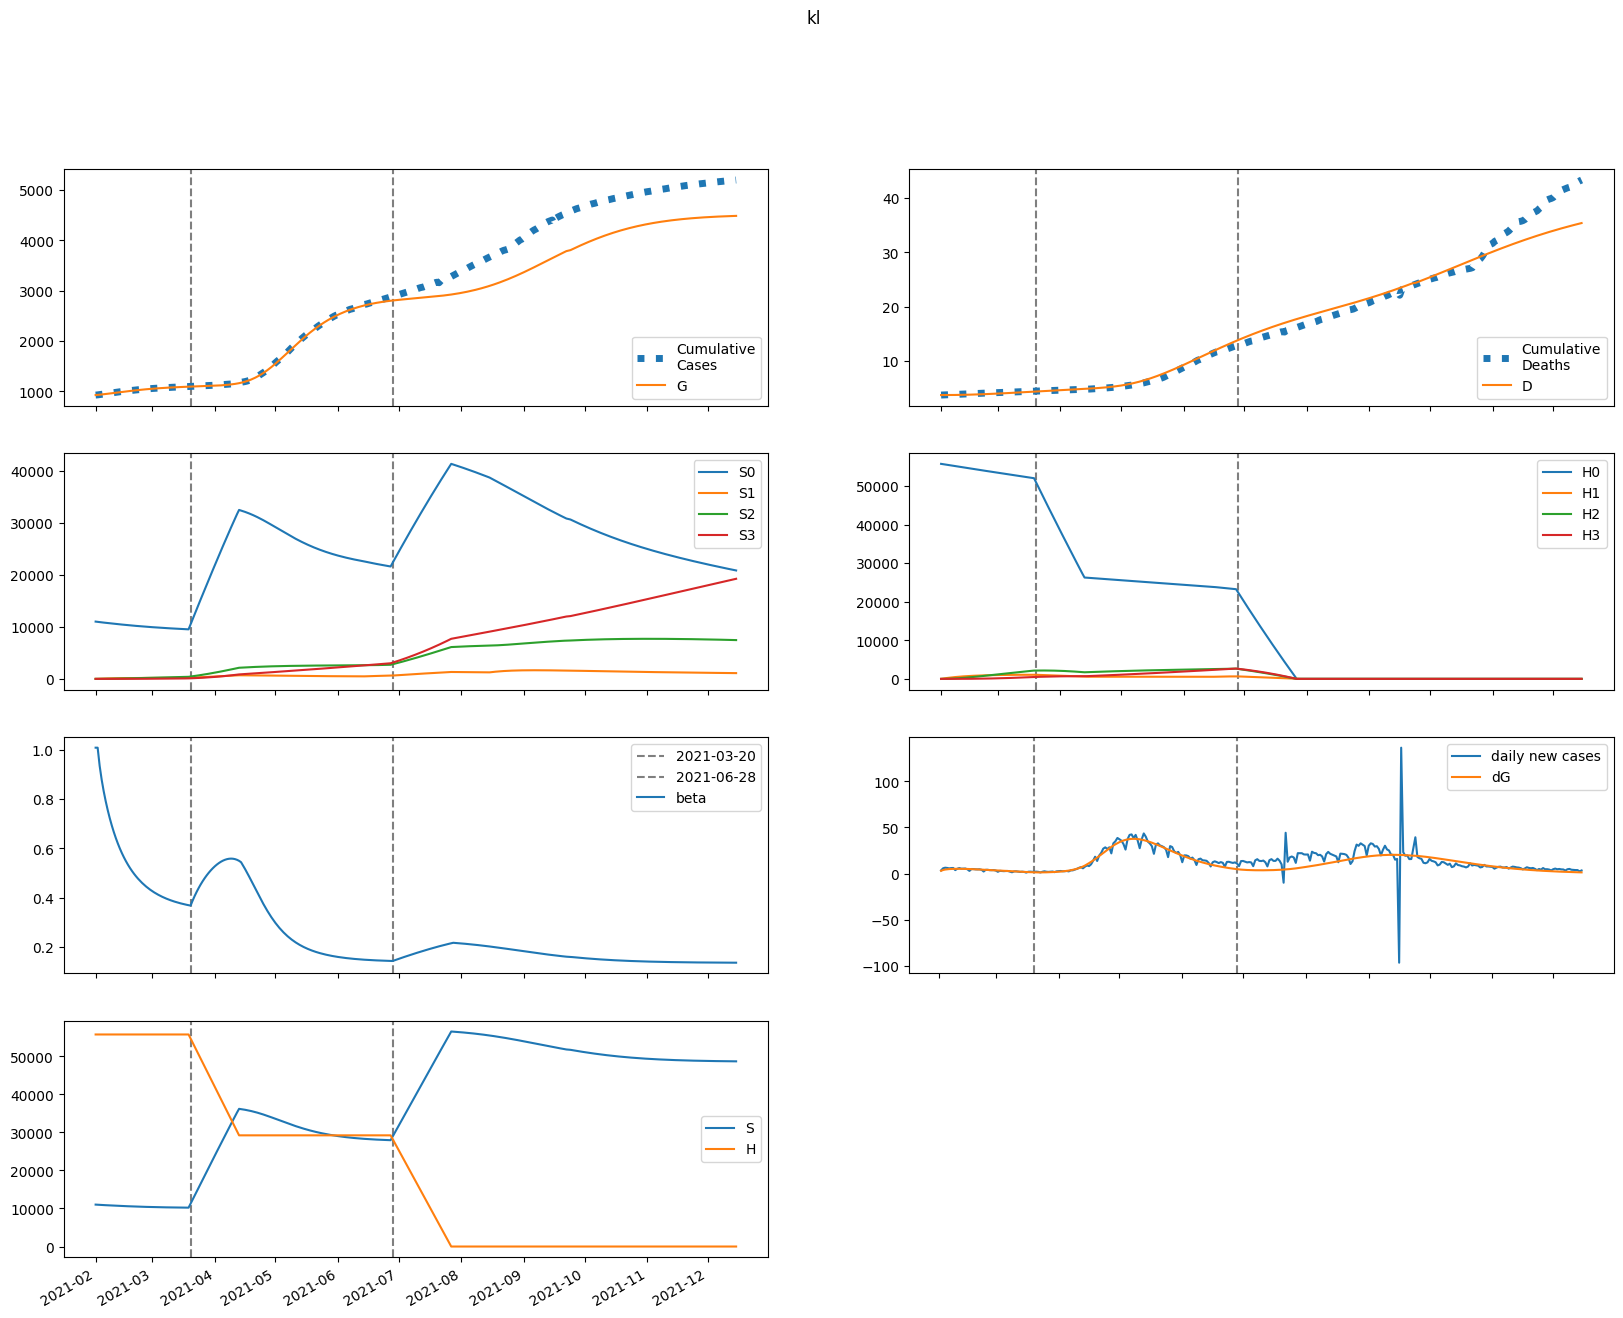 kl
5000
4000
3000
2000
1000
Cumulative
Cases
G
40
30
20
10
Cumulative
Deaths
D
40000
30000
20000
10000
0
S0
S1
S2
S3
50000
40000
30000
20000
10000
0
H0
H1
H2
H3
1.0
0.8
0.6
0.4
0.2
2021-03-20
2021-06-28
beta
100
50
0
−50
−100
daily new cases
dG
50000
40000
30000
20000
10000
0
S
H
2021-02
2021-03
2021-04
2021-05
2021-06
2021-07
2021-08
2021-09
2021-10
2021-11
2021-12